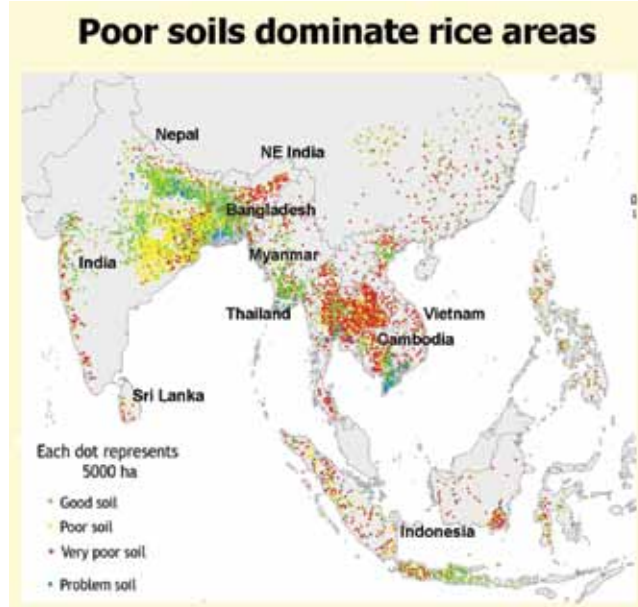 Poor soils dominate rice areas
Nepal
NE India
Bangladesh
India
Myanmar
Thailand
Vietnam
Cambodia
Sri Lanka
Each dot represents
5000 ha
Good soil
Poor soil
Very poor soil
Problem soil
Indonesia